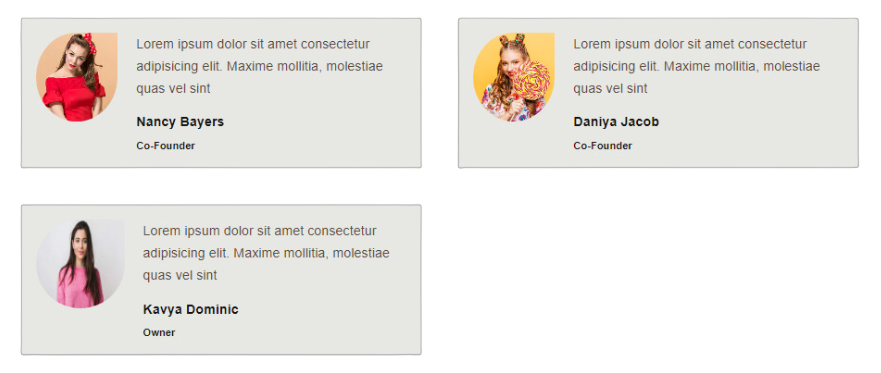 Lorem ipsum dolor sit amet consectetur
adipisicing elit. Maxime mollitia, molestiae
quas vel sint
Nancy Bayers
Co-Founder
Lorem ipsum dolor sit amet consectetur
adipisicing elit. Maxime mollitia, molestiae
quas vel sint
Daniya Jacob
Co-Founder
Lorem ipsum dolor sit amet consectetur
adipisicing elit. Maxime mollitia, molestiae
quas vel sint
Kavya Dominic
Owner